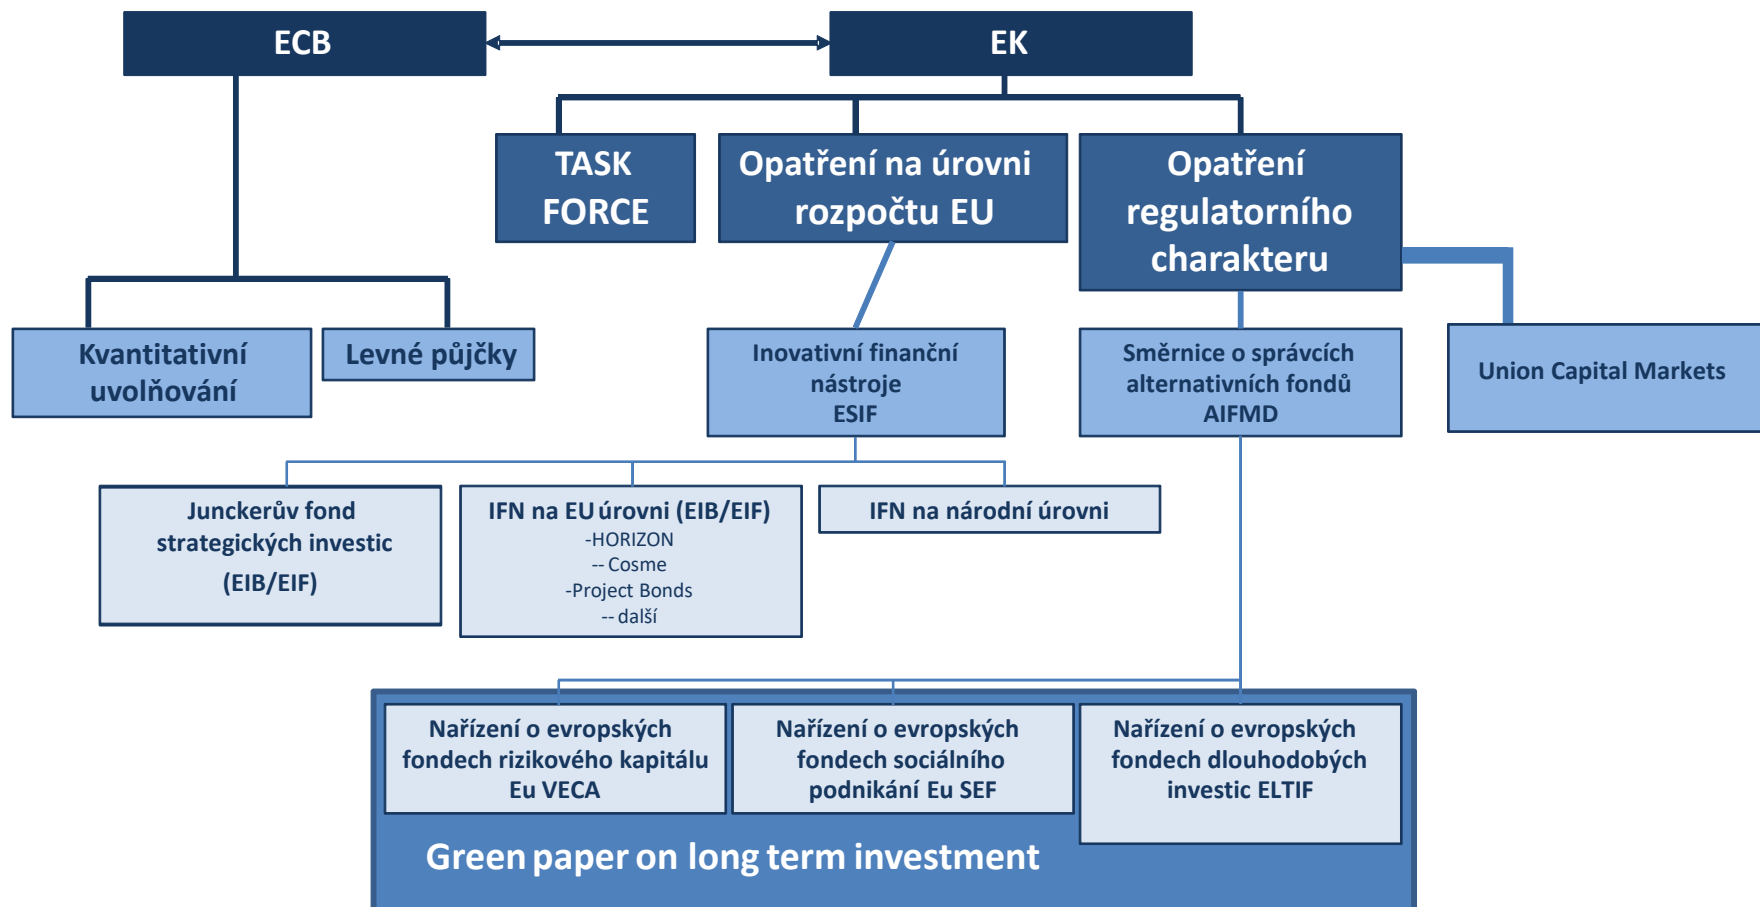 ECB
EK
TASK
FORCE
Opatření na úrovni
rozpočtu EU
Opatření
regulatorního
charakteru
Kvantitativní
uvolňování
Levné půjčky
Inovativní finanční
nástroje
ESIF
Směrnice o správcích
alternativních fondů
AIFMD
Union Capital Markets
Junckerův fond
strategických investic
(EIB/EIF)
IFN na EU úrovni (EIB/EIF)
-HORIZON
-- Cosme
-Project Bonds
-- další
IFN na národní úrovni
Nařízení o evropských
fondech rizikového kapitálu
Eu VECA
Nařízení o evropských
fondech sociálního
podnikání Eu SEF
Nařízení o evropských
fondech dlouhodobých
investic ELTIF
Green paper on long term investment